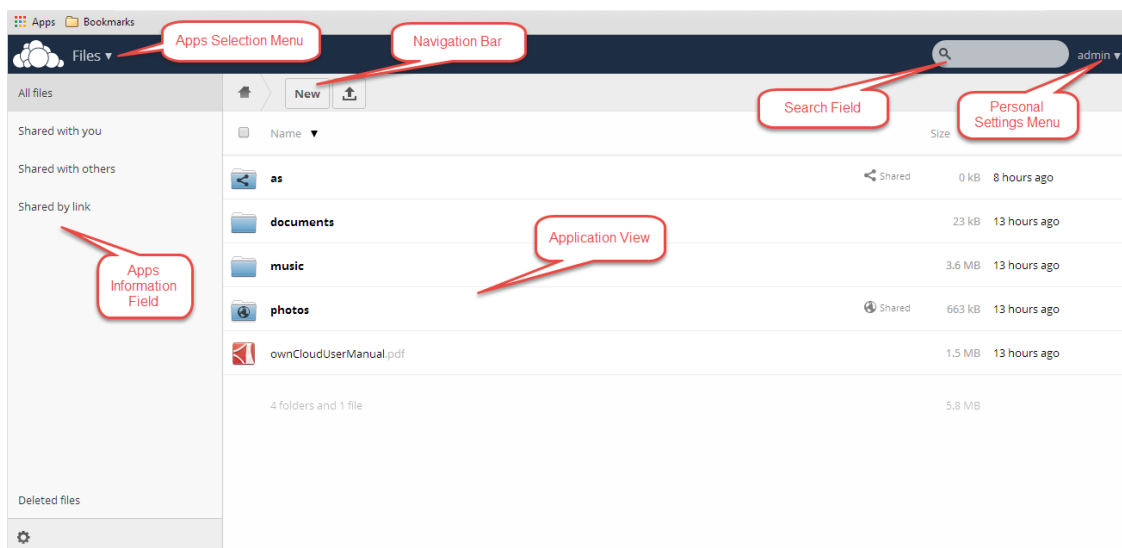 Apps Bookmarks
Files ▾
Apps Selection Menu
Navigation Bar
admin ▾
All files
New
Search Field
Personal
Settings Menu
Shared with you
Name ▼
Size
Shared with others
as
Shared
0 kB
8 hours ago
Shared by link
documents
23 kB
13 hours ago
Application View
Apps
Information
Field
music
3.6 MB
13 hours ago
photos
Shared
663 kB
13 hours ago
ownCloudUserManual.pdf
1.5 MB
13 hours ago
4 folders and 1 file
5.8 MB
Deleted files